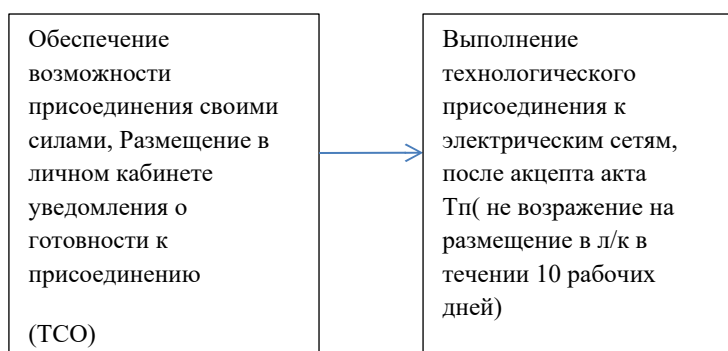 Обеспечение
возможности
присоединения своими
силами, Размещение в
личном кабинете
уведомления о
готовности к
присоединению
(ТСО)
Выполнение
технологического
присоединения к
электрическим сетям,
после акцепта акта
Тп( не возражение на
размещение в л/к в
течении 10 рабочих
дней)